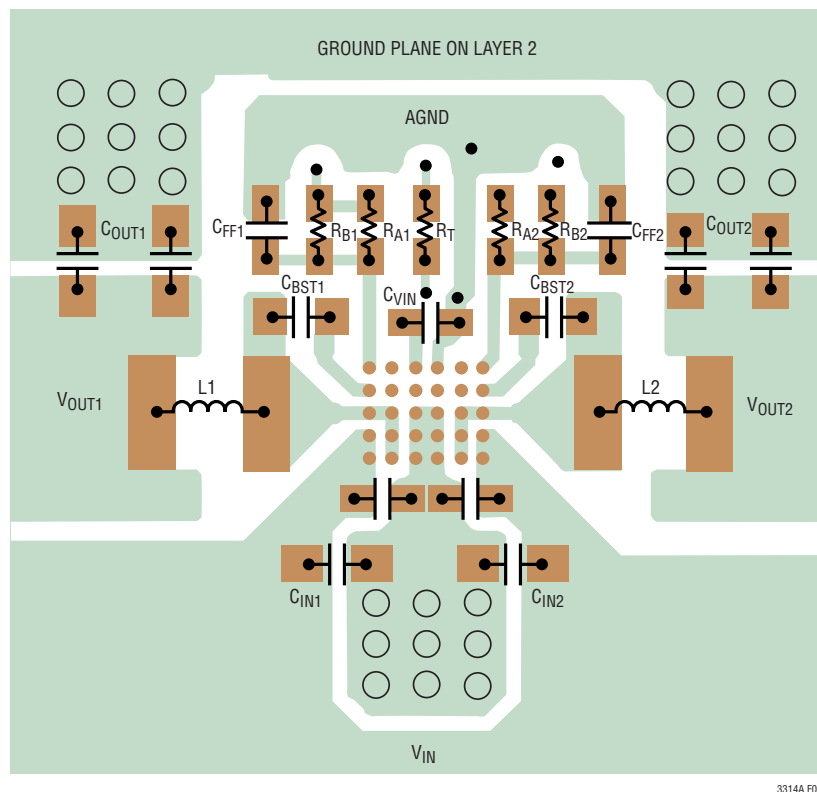 GROUND PLANE ON LAYER 2
AGND
COUT1
CFF1
RB1
RA1
RT
RA2
RB2
CFF2
COUT2
CBST1
CVIN
CBST2
VOUT1
L1
L2
VOUT2
CIN1
CIN2
VIN
3314A F0